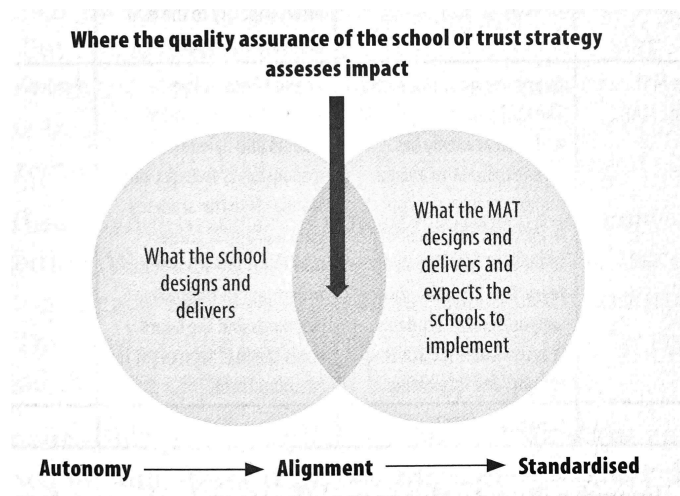 Where the quality assurance of the school or trust strategy
assesses impact
What the school
designs and
delivers
What the MAT
designs and
delivers and
expects the
schools to
implement
Autonomy
Alignment
Standardised